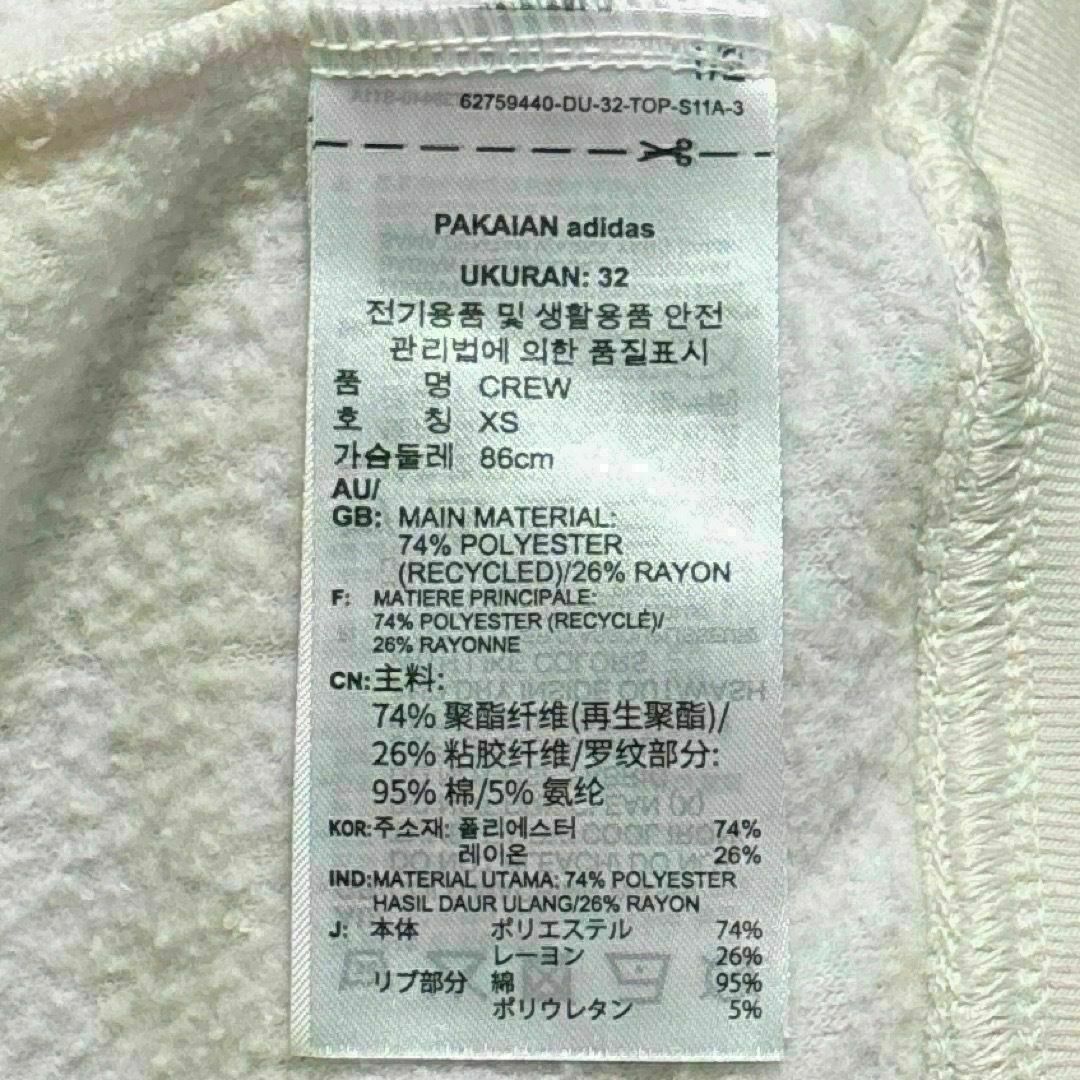 62759440-DU-32-TOP-S11A-3
PAKAIAN adidas
UKURAN: 32
전기용품 및 생활용품 안전
관리법에 의한 품질표시
품 명 CREW
호 칭 XS
가슴둘레 86cm
AU/
GB: MAIN MATERIAL:
74% POLYESTER
(RECYCLED)/26% RAYON
F: MATIERE PRINCIPALE:
74% POLYESTER (RECYCLÉ)/
26% RAYONNE
CN:主料:
74% 聚酯纤维(再生聚酯)/
26% 粘胶纤维/罗纹部分:
95% 棉/5% 氨纶
KOR:주소재: 폴리에스터 74%
레이온 26%
IND:MATERIAL UTAMA: 74% POLYESTER
HASIL DAUR ULANG/26% RAYON
J: 本体 ポリエステル 74%
レーヨン 26%
リブ部分 綿 95%
ポリウレタン 5%